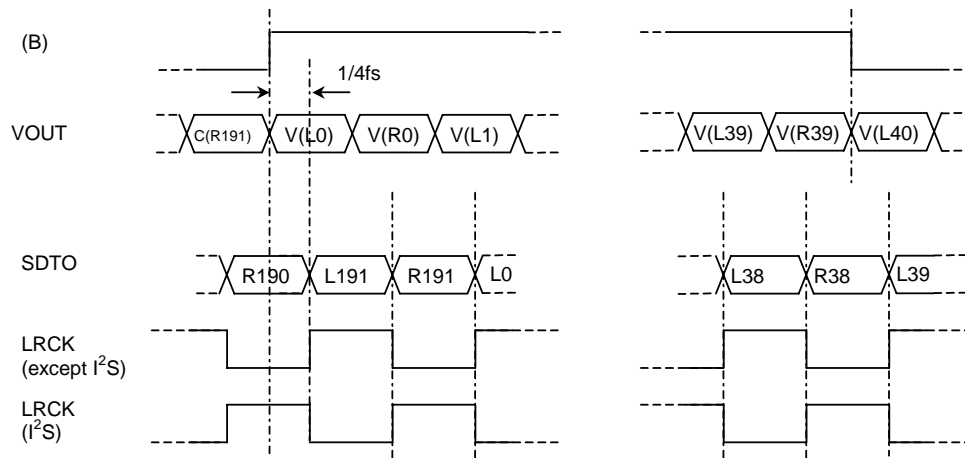 (B)
1/4fs
VOUT
C(R191) V(L0) V(R0) V(L1) V(L39) V(R39) V(L40)
SDTO
R190 L191 R191 L0 L38 R38 L39
LRCK
(except I²S)
LRCK
(I²S)